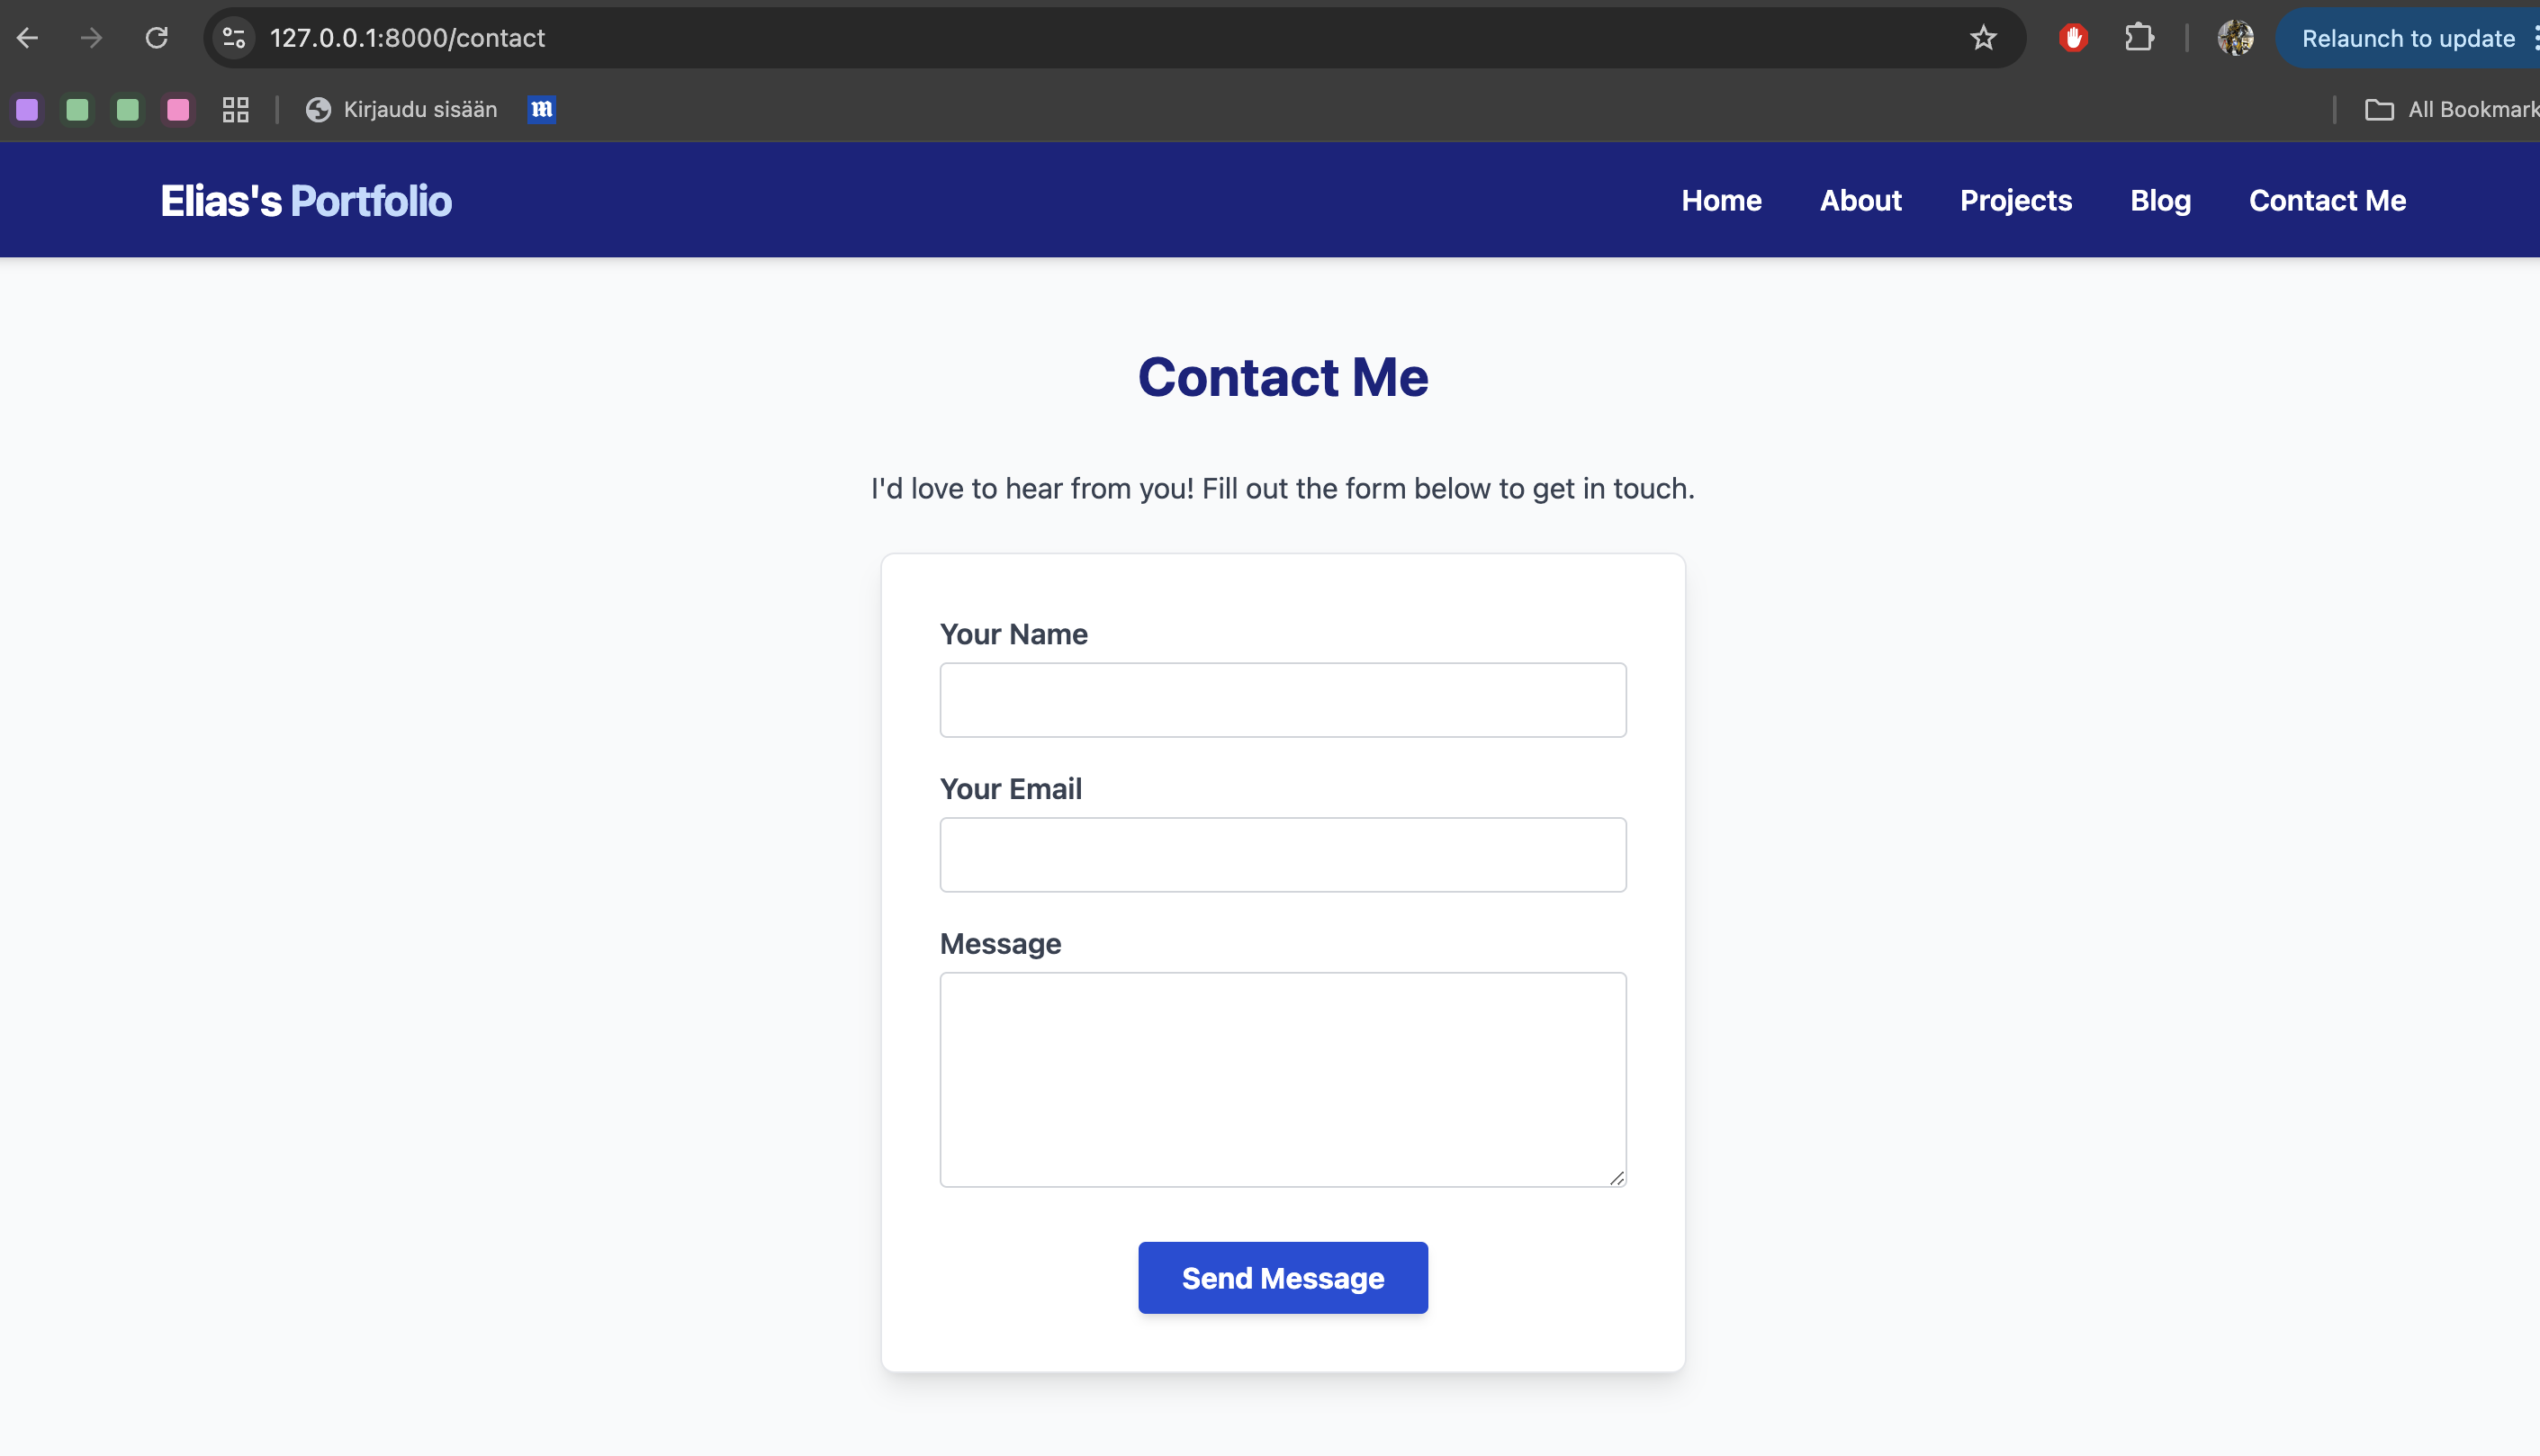 127.0.0.1:8000/contact
Relaunch to update
Kirjaudu sisään
m
All Bookmark
Elias's Portfolio
Home About Projects Blog Contact Me
Contact Me
I'd love to hear from you! Fill out the form below to get in touch.
Your Name
Your Email
Message
Send Message